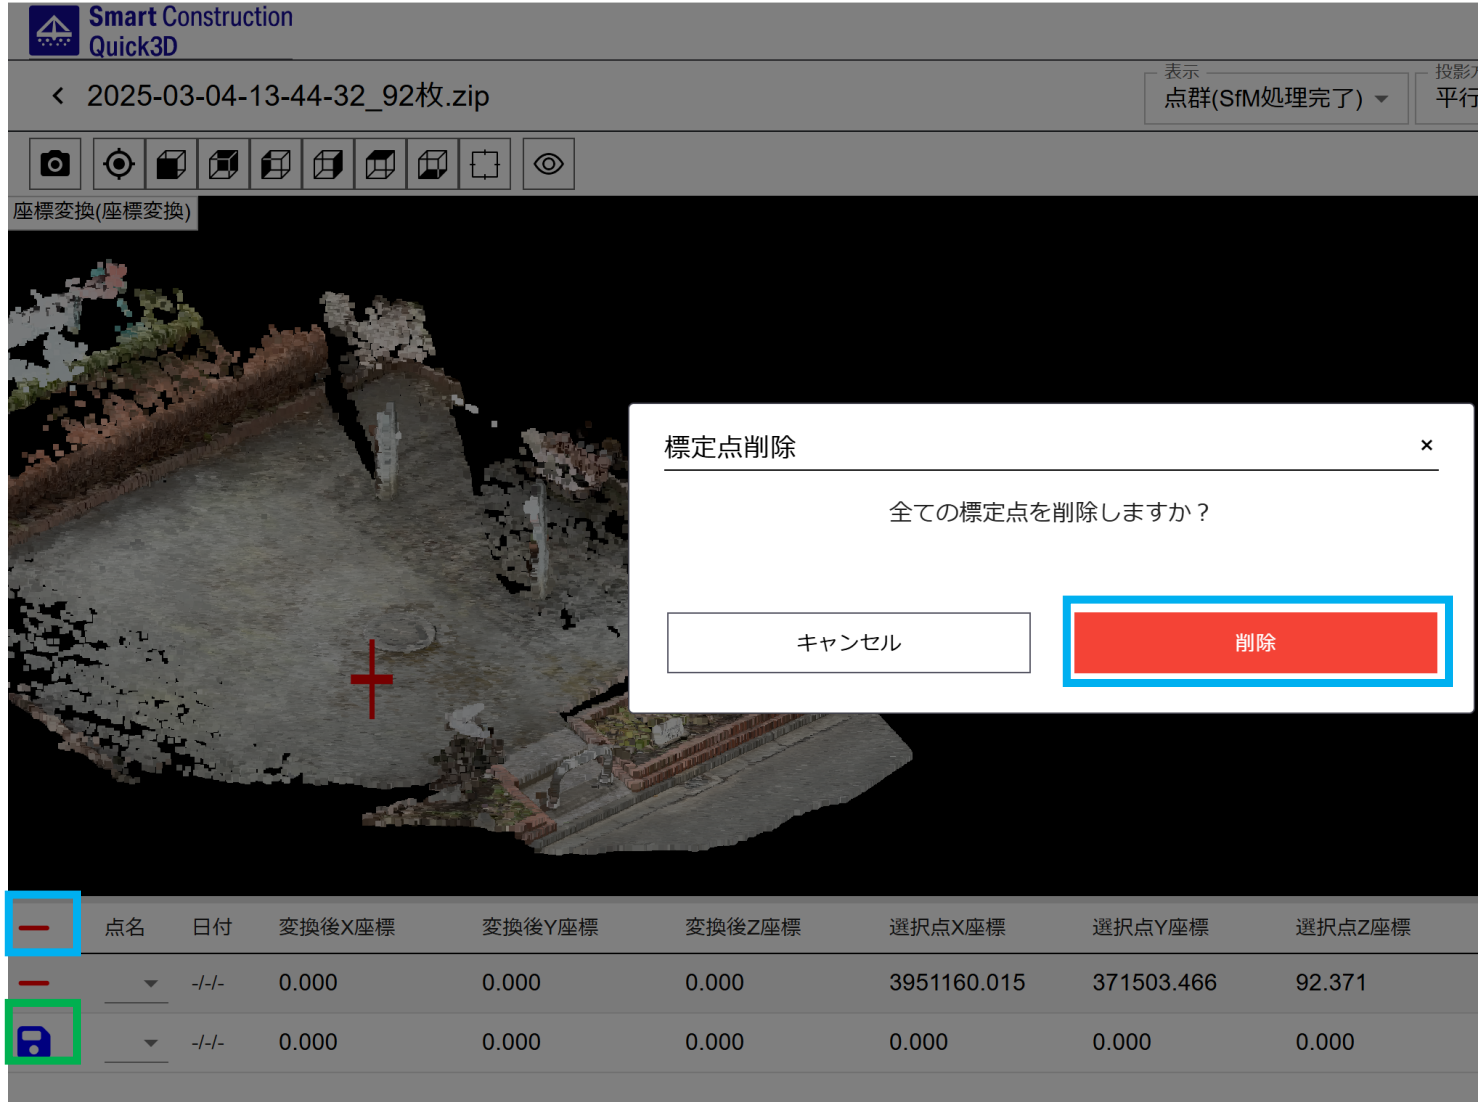 Smart Construction
Quick3D
2025-03-04-13-44-32_92枚.zip
表示
点群(SfM処理完了)
投影
平行
座標変換(座標変換)
標定点削除
×
全ての標定点を削除しますか？
キャンセル
削除
点名 日付 変換後X座標 変換後Y座標 変換後Z座標 選択点X座標 選択点Y座標 選択点Z座標
-/-/- 0.000 0.000 0.000 3951160.015 371503.466 92.371
-/-/- 0.000 0.000 0.000 0.000 0.000 0.000